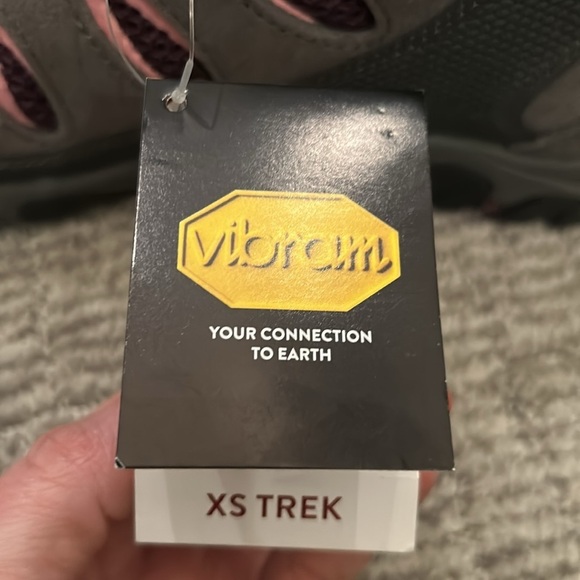 vibram
YOUR CONNECTION
TO EARTH
XS TREK